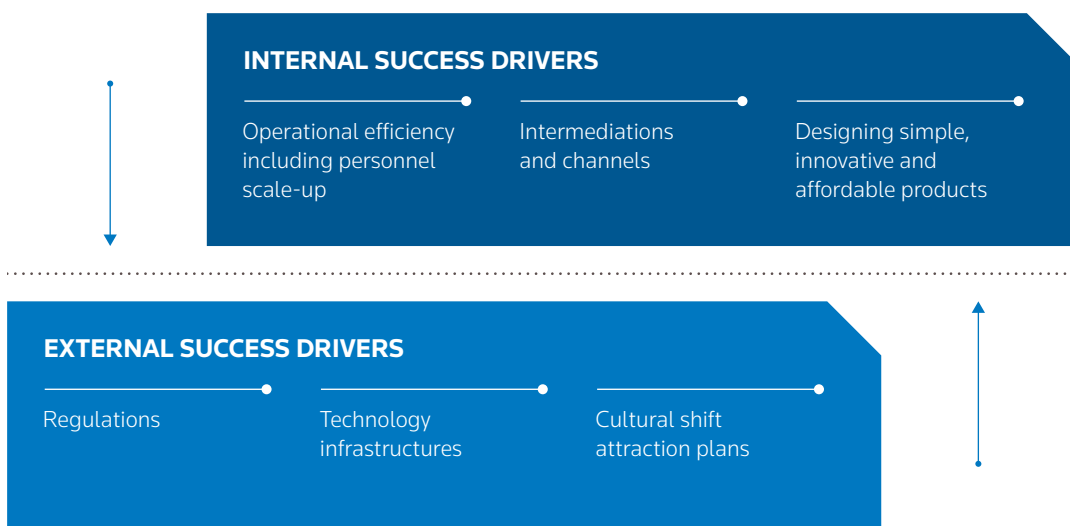 INTERNAL SUCCESS DRIVERS
Operational efficiency
including personnel
scale-up
Intermediations
and channels
Designing simple,
innovative and
affordable products
EXTERNAL SUCCESS DRIVERS
Regulations
Technology
infrastructures
Cultural shift
attraction plans